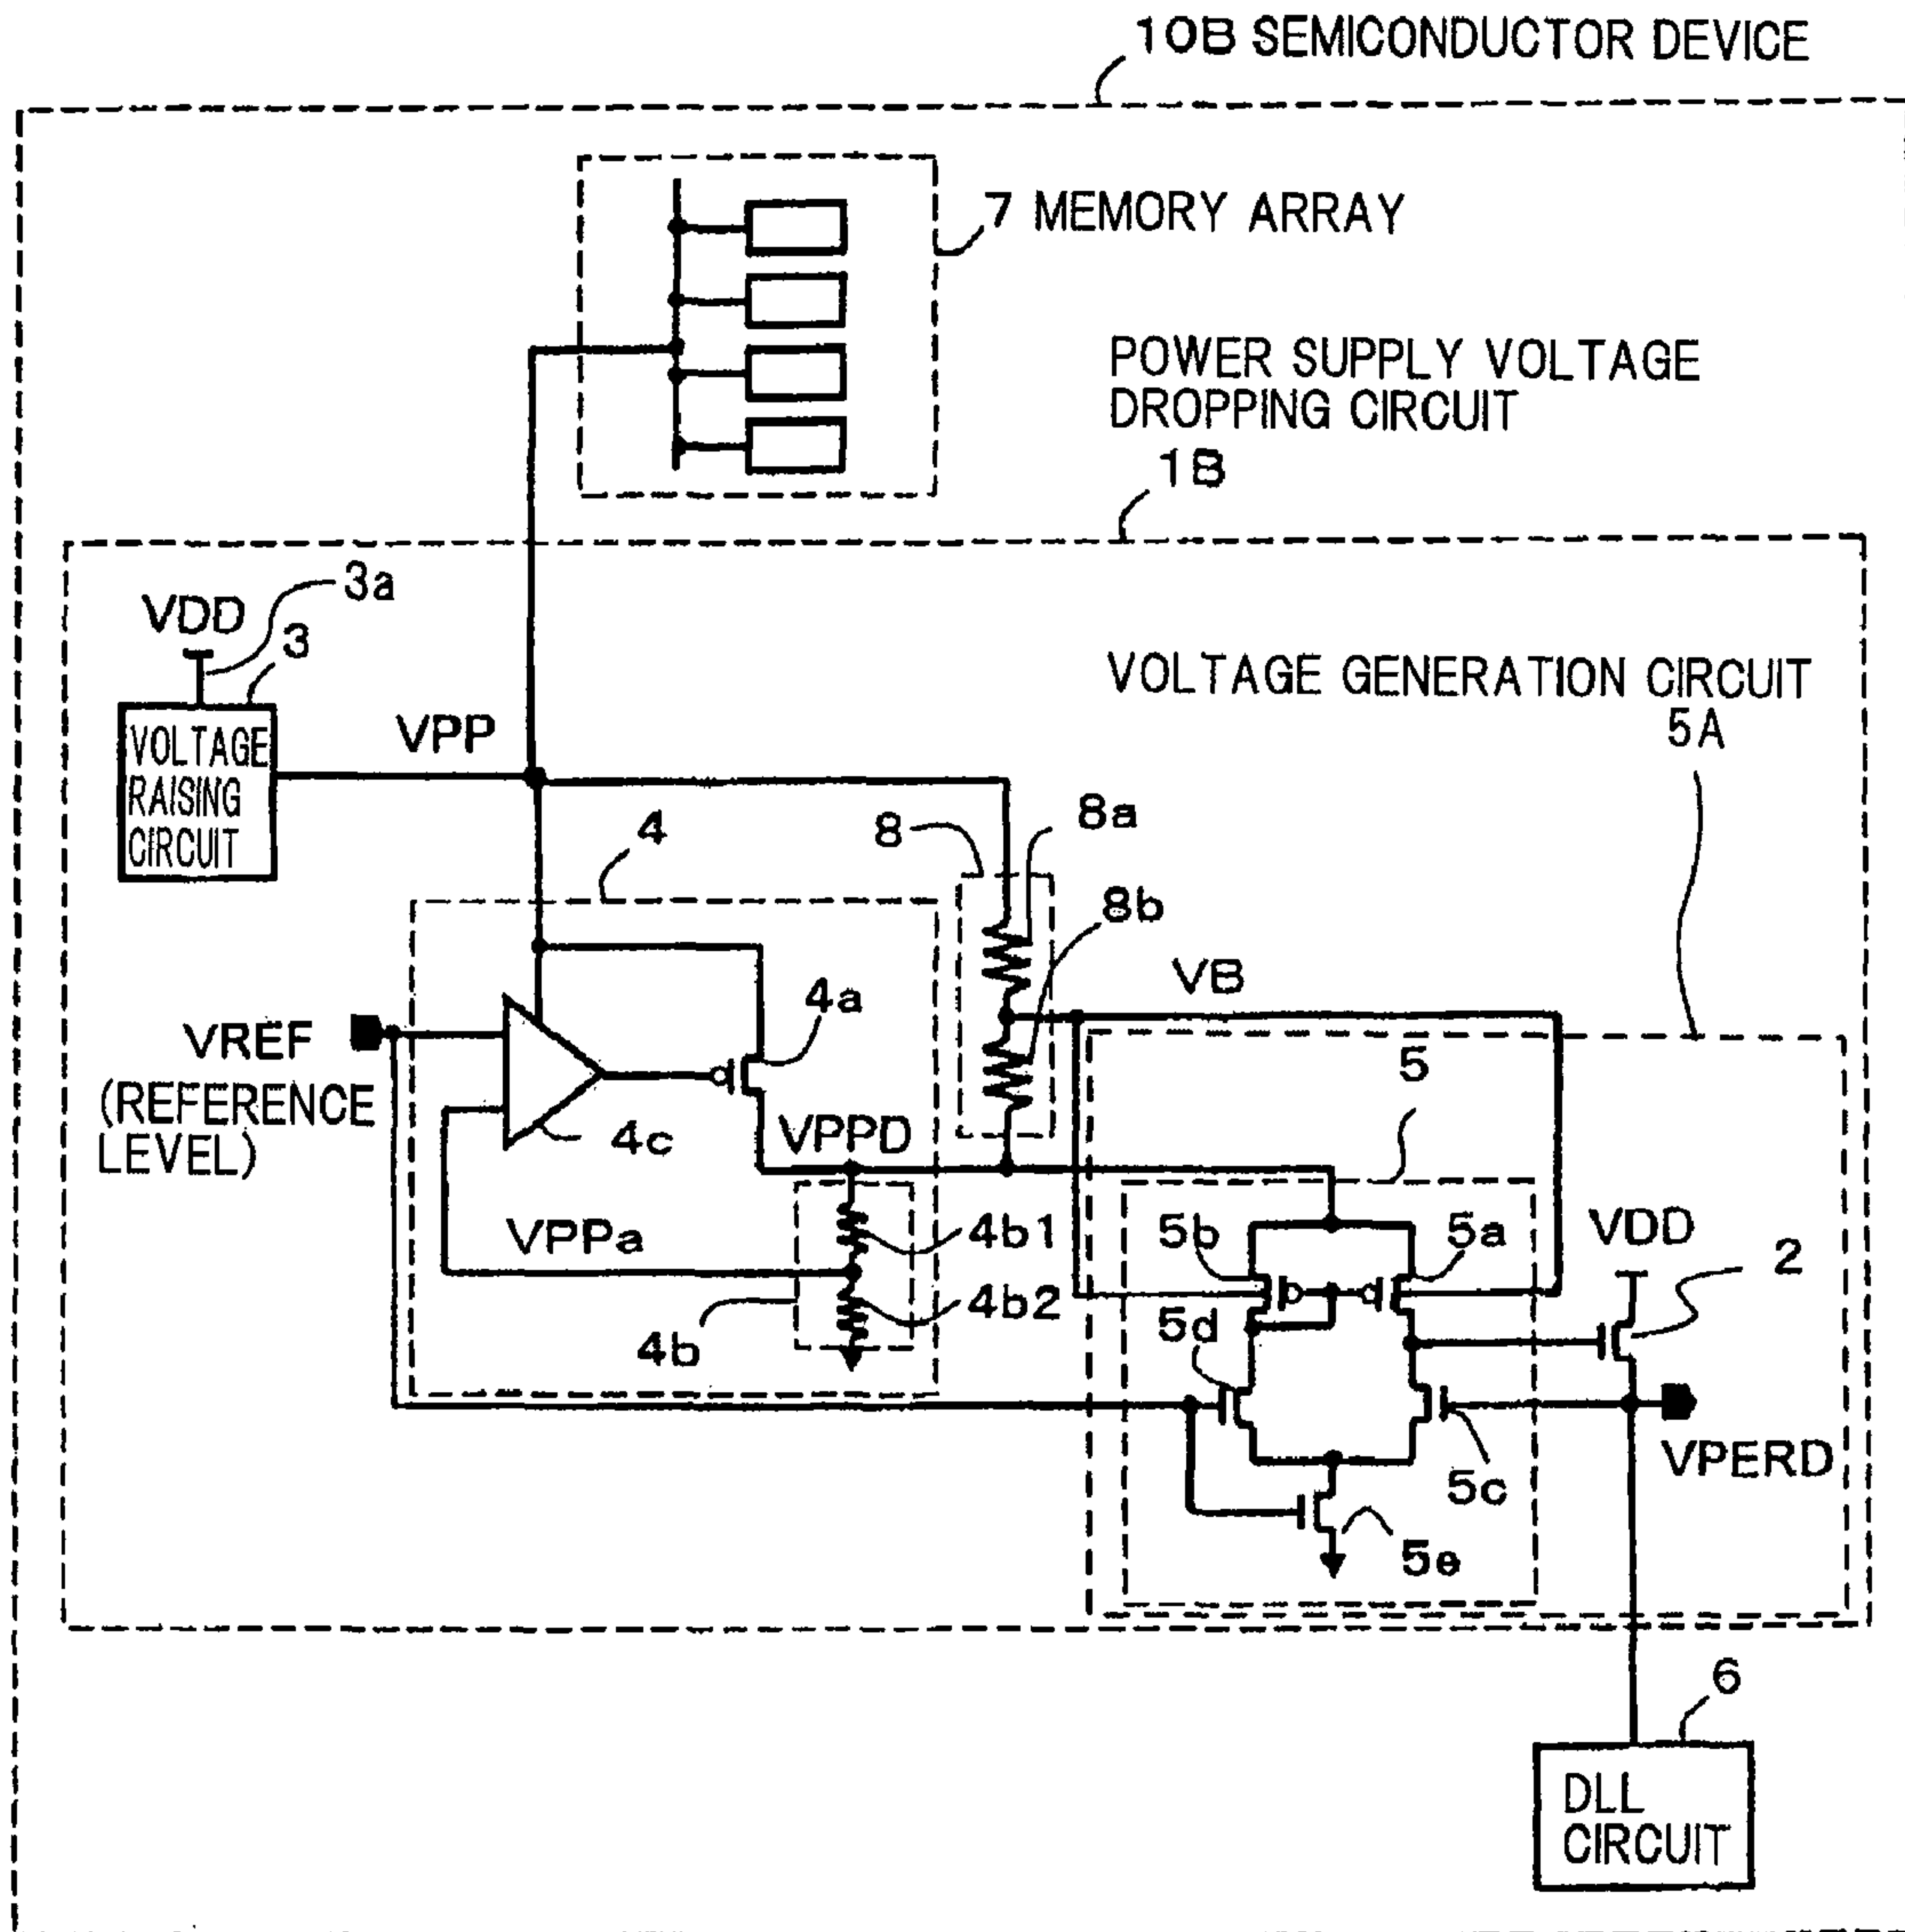 10B SEMICONDUCTOR DEVICE
7 MEMORY ARRAY
POWER SUPPLY VOLTAGE
DROPPING CIRCUIT
1B
3a
VDD
3
VOLTAGE GENERATION CIRCUIT
5A
VOLTAGE
RAISING
CIRCUIT
VPP
4
8
8a
8b
VB
4a
VREF
(REFERENCE
LEVEL)
4c
VPPD
5
VPPa
4b1
4b2
4b
5b
5a
VDD
2
5d
5c
VPERD
5e
6
DLL
CIRCUIT